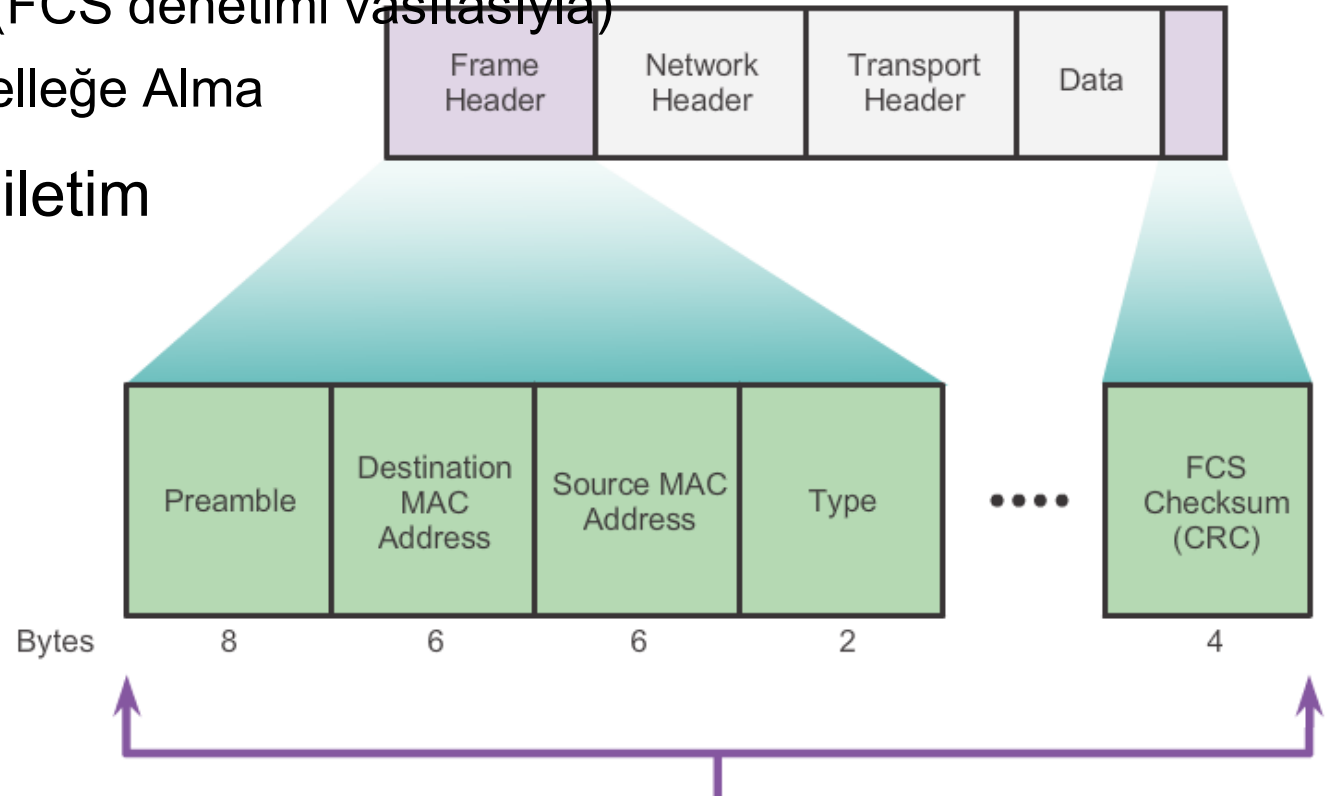 (FCS denetimi vasıtasıyla)
elleğe Alma
iletim
Frame
Header
Network
Header
Transport
Header
Data
Preamble
Destination
MAC
Address
Source MAC
Address
Type
FCS
Checksum
(CRC)
Bytes 8 6 6 2 4